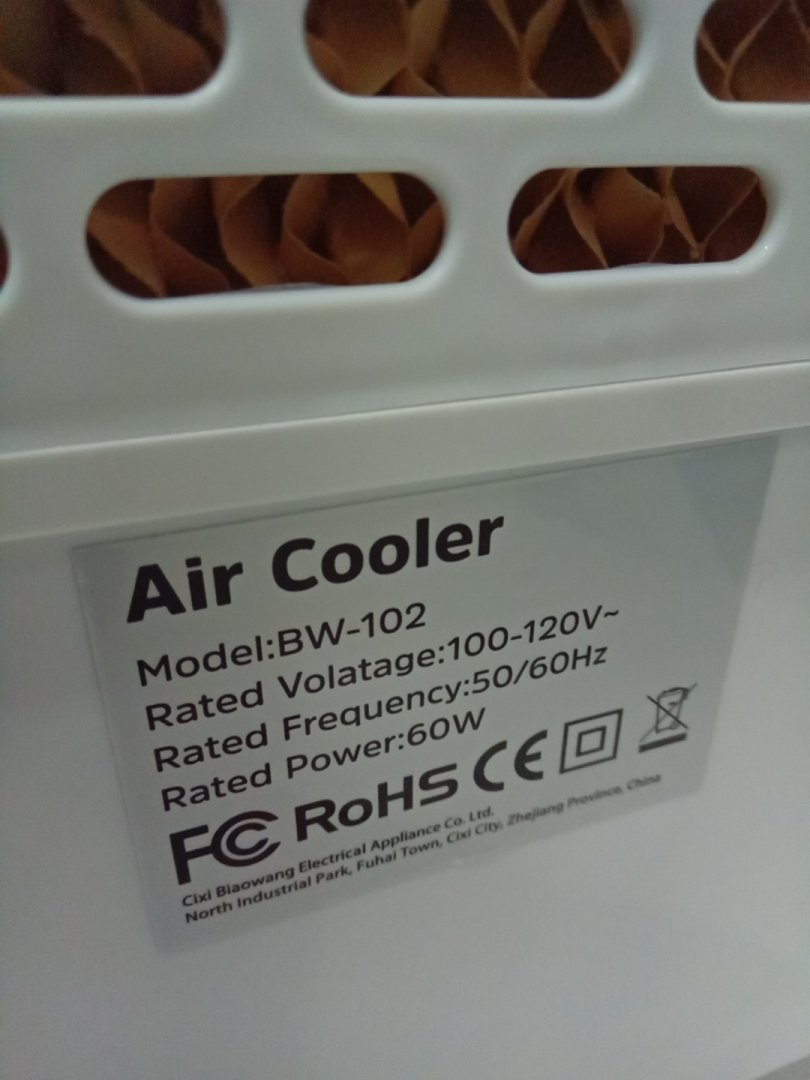 Air Cooler
Model:BW-102
Rated Volatage:100-120V~
Rated Frequency:50/60Hz
Rated Power:60W
FC RoHS CE
Cixi Biaowang Electrical Appliance Co. Ltd.
North Industrial Park, Fuhai Town, Cixi City, Zhejiang Province, China